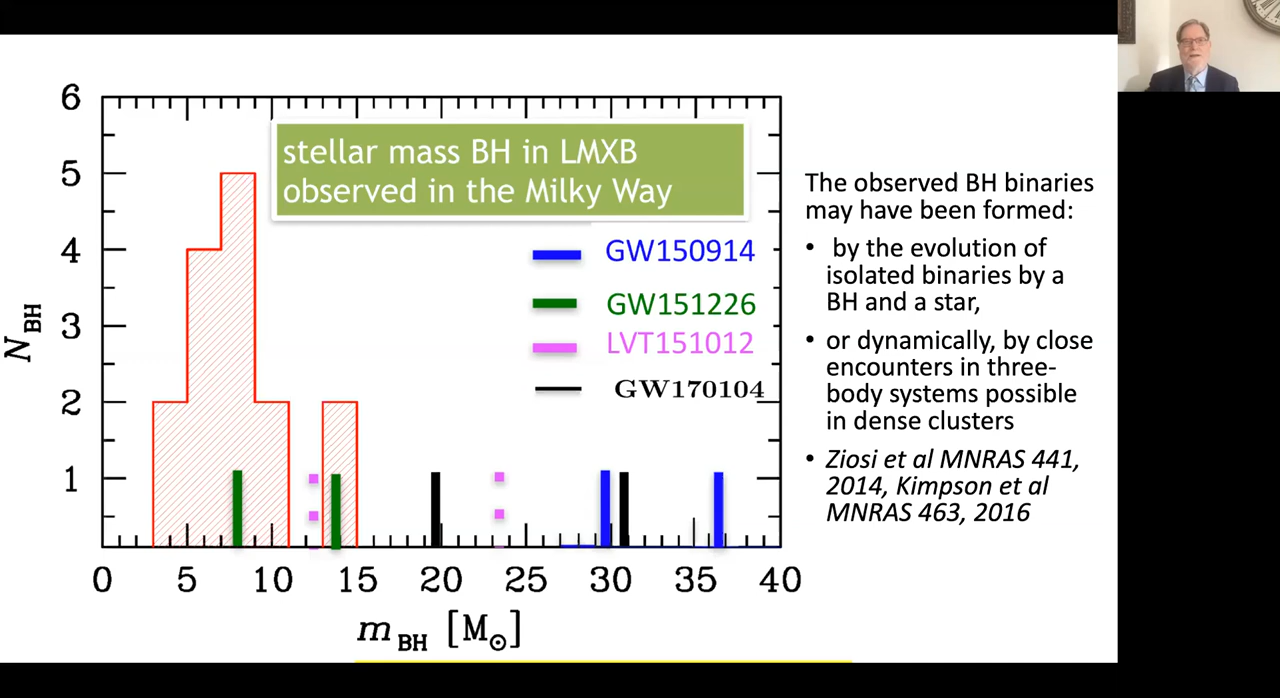 6
5
4
3
2
1
N BH
stellar mass BH in LMXB
observed in the Milky Way
GW150914
GW151226
LVT151012
GW170104
0 5 10 15 20 25 30 35 40
m BH [M⊙]
The observed BH binaries
may have been formed:
• by the evolution of
isolated binaries by a
BH and a star,
• or dynamically, by close
encounters in three-
body systems possible
in dense clusters
• Ziosi et al MNRAS 441,
2014, Kimpson et al
MNRAS 463, 2016